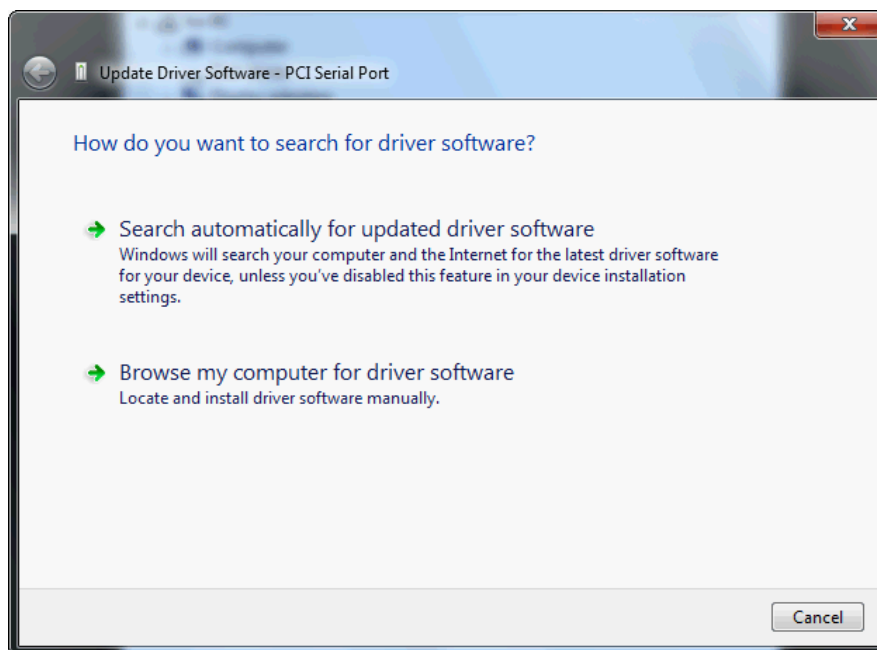 Computer
Update Driver Software - PCI Serial Port
How do you want to search for driver software?
Search automatically for updated driver software
Windows will search your computer and the Internet for the latest driver software
for your device, unless you've disabled this feature in your device installation
settings.
Browse my computer for driver software
Locate and install driver software manually.
Cancel